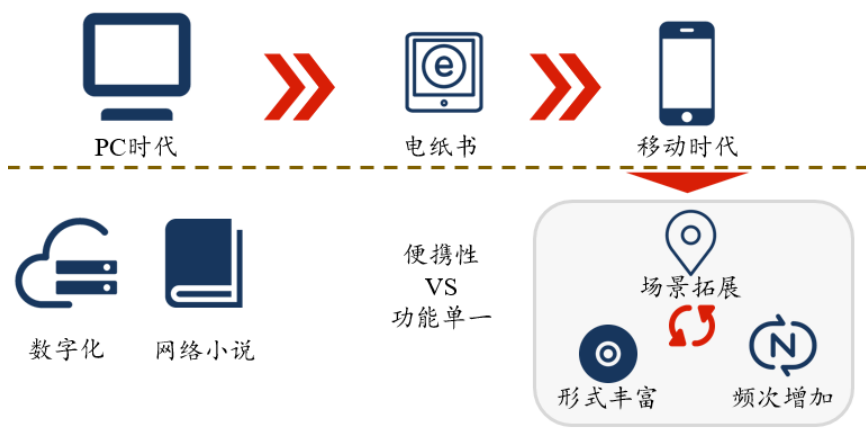 e
PC时代
电纸书
移动时代
数字化
网络小说
便携性
VS
功能单一
场景拓展
形式丰富
N
频次增加